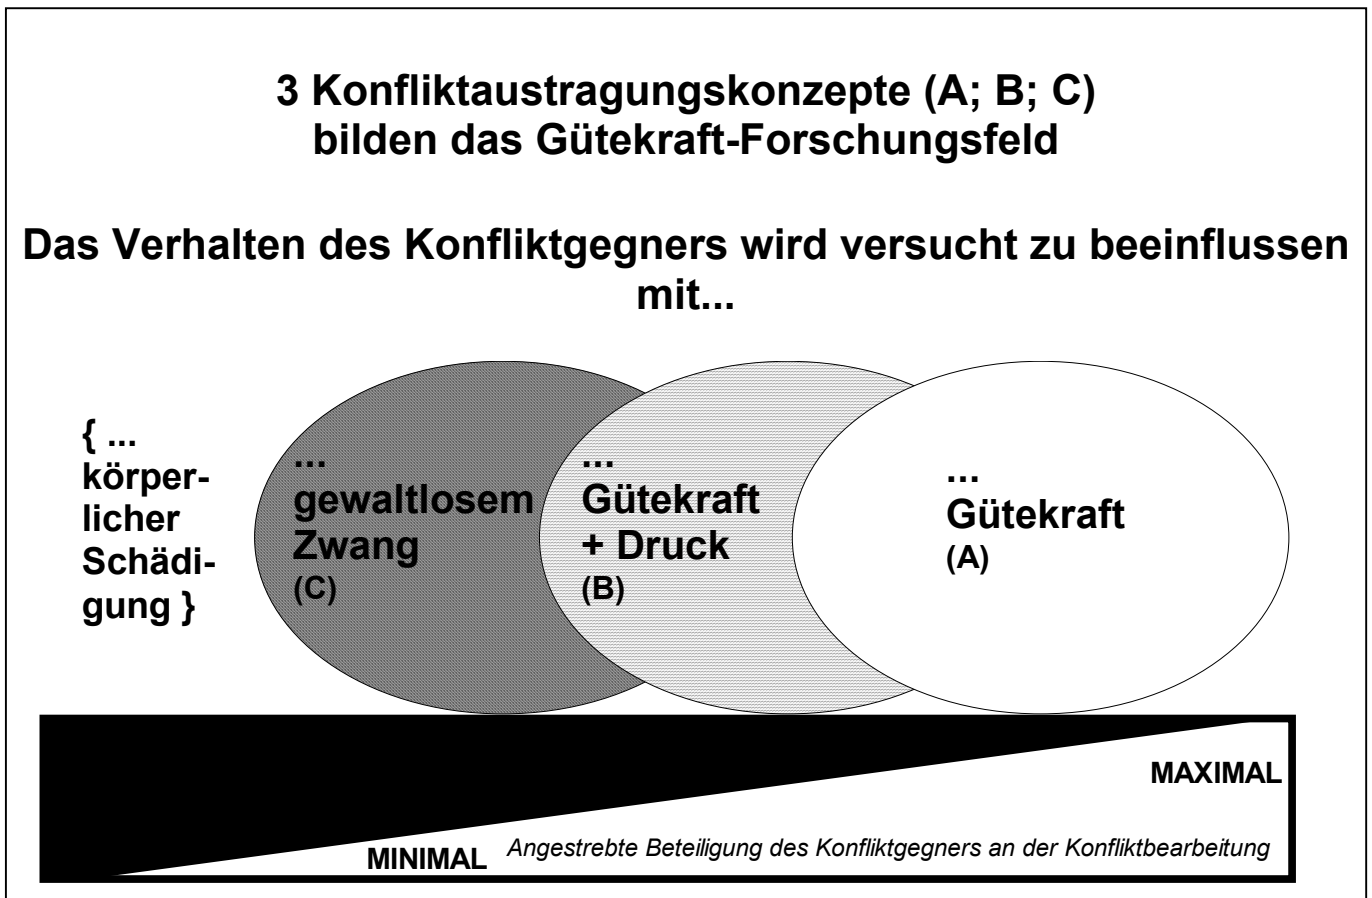 3 Konfliktaustragungskonzepte (A; B; C)
bilden das Gütekraft-Forschungsfeld
Das Verhalten des Konfliktgegners wird versucht zu beeinflussen
mit...
{ ...
körper-
licher
Schädi-
gung }
...
gewaltlosem
Zwang
(C)
...
Gütekraft
+ Druck
(B)
...
Gütekraft
(A)
MAXIMAL
MINIMAL
Angestrebte Beteiligung des Konfliktgegners an der Konfliktbearbeitung